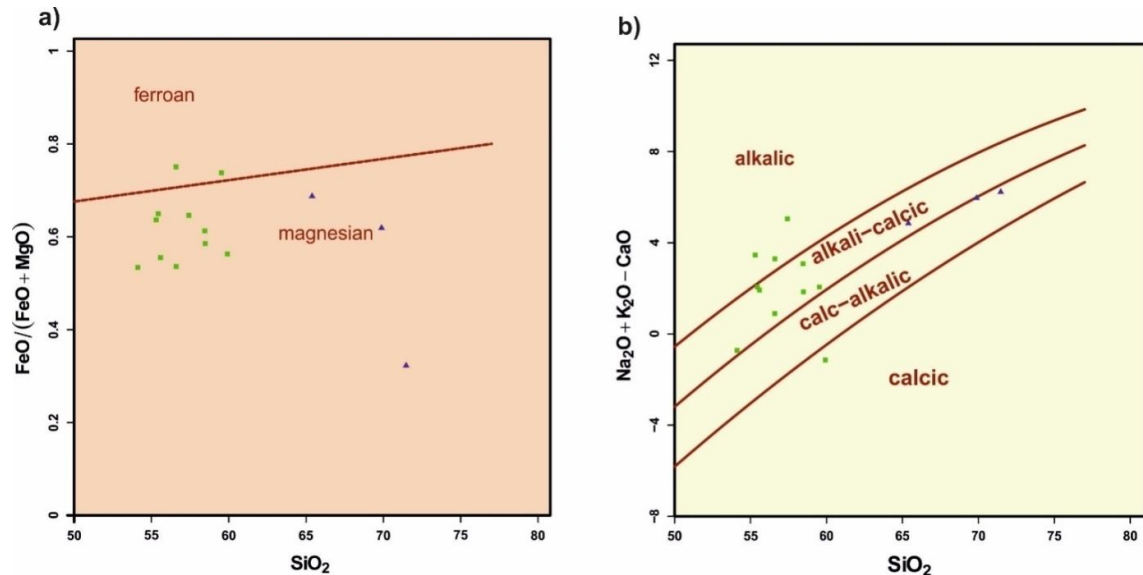 a)
1
0.8
0.6
0.4
0.2
0
FeO/(FeO+MgO)
ferroan
magnesian
50 55 60 65 70 75 80
SiO₂
b)
12
8
4
0
−4
−8
Na₂O+K₂O−CaO
alkalic
alkali−calcic
calc−alkalic
calcic
50 55 60 65 70 75 80
SiO₂